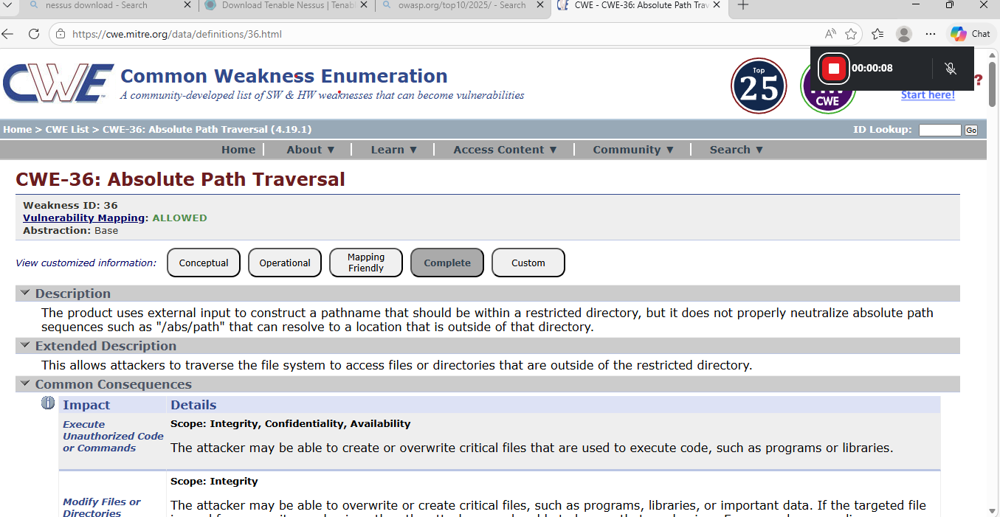 nessus download - Search
Download Tenable Nessus | Tenab
owasp.org/top10/2025/ - Search
CWE - CWE-36: Absolute Path Trav
https://cwe.mitre.org/data/definitions/36.html
Chat
00:00:08
CWE
Common Weakness Enumeration
A community-developed list of SW & HW weaknesses that can become vulnerabilities
Top
25
HW
CWE
?
Start here!
Home > CWE List > CWE-36: Absolute Path Traversal (4.19.1)
ID Lookup:
Go
Home
About ▼
Learn ▼
Access Content ▼
Community ▼
Search ▼
CWE-36: Absolute Path Traversal
Weakness ID: 36
Vulnerability Mapping: ALLOWED
Abstraction: Base
View customized information:
Conceptual
Operational
Mapping
Friendly
Complete
Custom
Description
The product uses external input to construct a pathname that should be within a restricted directory, but it does not properly neutralize absolute path
sequences such as "/abs/path" that can resolve to a location that is outside of that directory.
Extended Description
This allows attackers to traverse the file system to access files or directories that are outside of the restricted directory.
Common Consequences
Impact
Details
Execute
Unauthorized Code
or Commands
Scope: Integrity, Confidentiality, Availability
The attacker may be able to create or overwrite critical files that are used to execute code, such as programs or libraries.
Modify Files or
Directories
Scope: Integrity
The attacker may be able to overwrite or create critical files, such as programs, libraries, or important data. If the targeted file